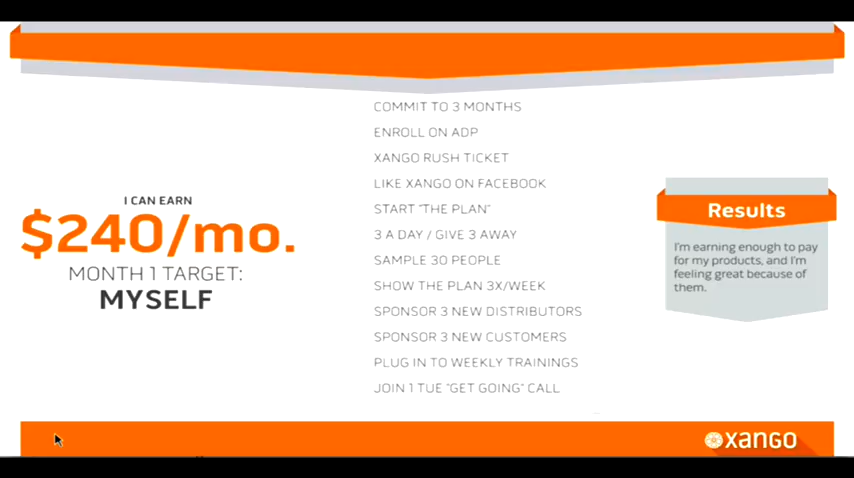 I CAN EARN
$240/mo.
MONTH 1 TARGET:
MYSELF
COMMIT TO 3 MONTHS
ENROLL ON ADP
XANGO RUSH TICKET
LIKE XANGO ON FACEBOOK
START "THE PLAN"
3 A DAY / GIVE 3 AWAY
SAMPLE 30 PEOPLE
SHOW THE PLAN 3X/WEEK
SPONSOR 3 NEW DISTRIBUTORS
SPONSOR 3 NEW CUSTOMERS
PLUG IN TO WEEKLY TRAININGS
JOIN 1 TUE "GET GOING" CALL
Results
I'm earning enough to pay
for my products, and I'm
feeling great because of
them.
xango